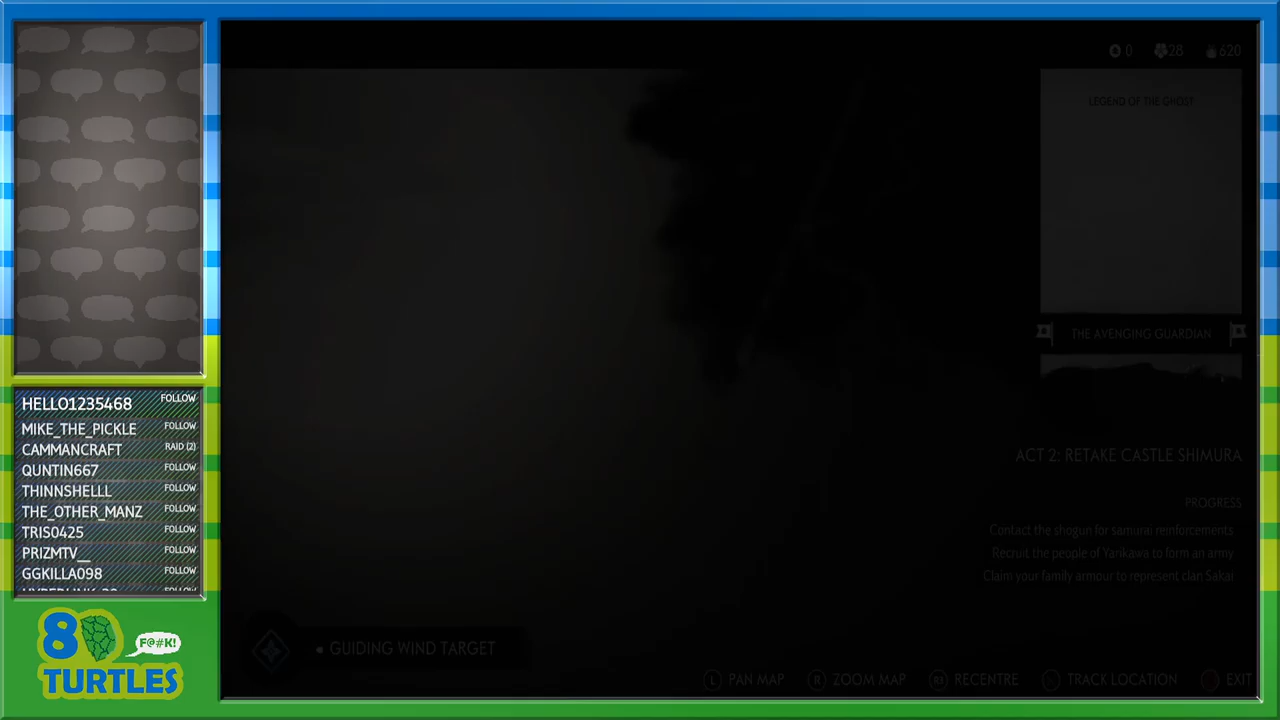 0 28 620
LEGEND OF THE GHOST
THE AVENGING GUARDIAN
ACT 2: RETAKE CASTLE SHIMURA
PROGRESS
Contact the shogun for samurai reinforcements
Recruit the people of Yarikawa to form an army
Claim your family armour to represent clan Sakai
HELLO1235468 FOLLOW
MIKE_THE_PICKLE FOLLOW
CAMMANCRAFT RAID (2)
QUNTIN667 FOLLOW
THINNSHELLL FOLLOW
THE_OTHER_MANZ FOLLOW
TRIS0425 FOLLOW
PRIZMTV__ FOLLOW
GGKILLA098 FOLLOW
80 F@#K!
TURTLES
• GUIDING WIND TARGET
L PAN MAP R ZOOM MAP R3 RECENTRE TRACK LOCATION EXIT